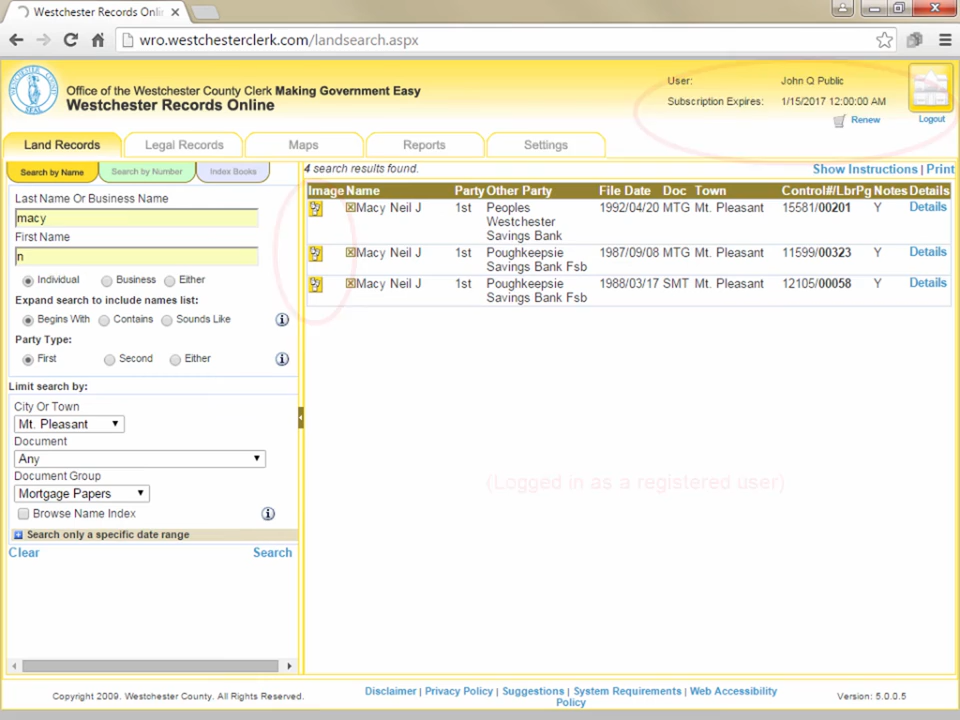 Westchester Records Onlin
wro.westchesterclerk.com/landsearch.aspx
Office of the Westchester County Clerk Making Government Easy
Westchester Records Online
User: John Q Public
Subscription Expires: 1/15/2017 12:00:00 AM
Renew
Logout
Land Records Legal Records Maps Reports Settings
Search by Name Search by Number Index Books
4 search results found. Show Instructions | Print
Last Name Or Business Name
macy
First Name
n
Individual Business Either
Expand search to include names list:
Begins With Contains Sounds Like
Party Type:
First Second Either
Limit search by:
City Or Town
Mt. Pleasant
Document
Any
Document Group
Mortgage Papers
Browse Name Index
Search only a specific date range
Clear Search
Image Name Party Other Party File Date Doc Town Control#/LbrPg Notes Details
Macy Neil J 1st Peoples 1992/04/20 MTG Mt. Pleasant 15581/00201 Y Details
Westchester
Savings Bank
Macy Neil J 1st Poughkeepsie 1987/09/08 MTG Mt. Pleasant 11599/00323 Y Details
Savings Bank Fsb
Macy Neil J 1st Poughkeepsie 1988/03/17 SMT Mt. Pleasant 12105/00058 Y Details
Savings Bank Fsb
(Logged in as a registered user)
Copyright 2009. Westchester County. All Rights Reserved.
Disclaimer | Privacy Policy | Suggestions | System Requirements | Web Accessibility
Policy
Version: 5.0.0.5